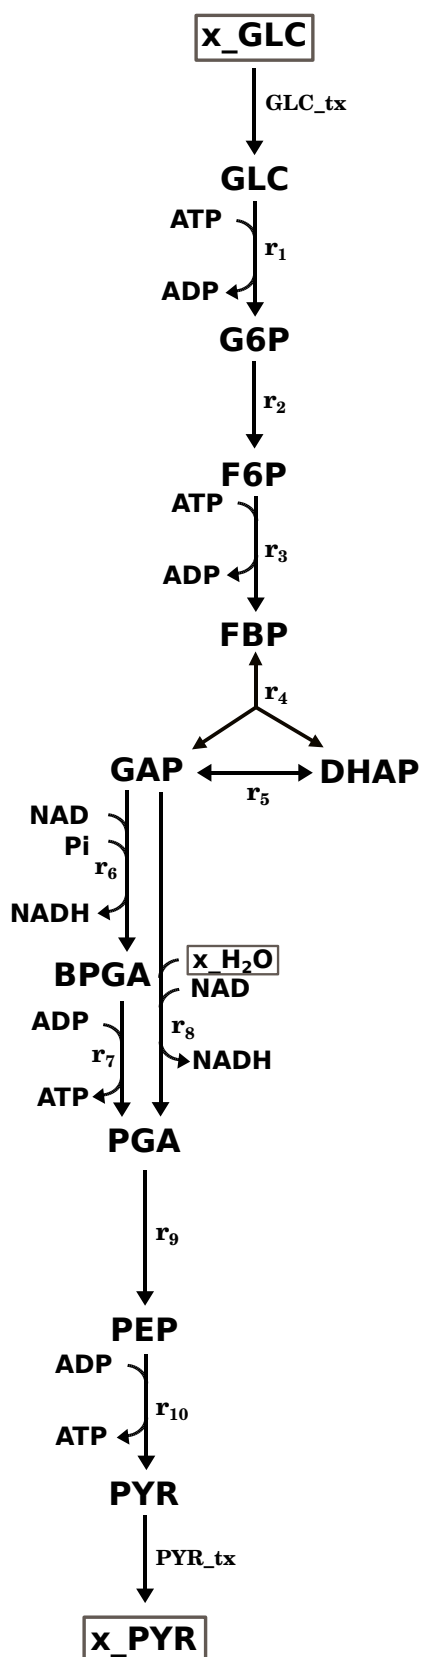 x_GLC
GLC_tx
GLC
ATP
r₁
ADP
G6P
r₂
F6P
ATP
r₃
ADP
FBP
r₄
GAP
DHAP
r₅
NAD
Pi
r₆
NADH
x_H₂O
BPGA
NAD
ADP
r₈
r₇
NADH
ATP
PGA
r₉
PEP
ADP
r₁₀
ATP
PYR
PYR_tx
x_PYR